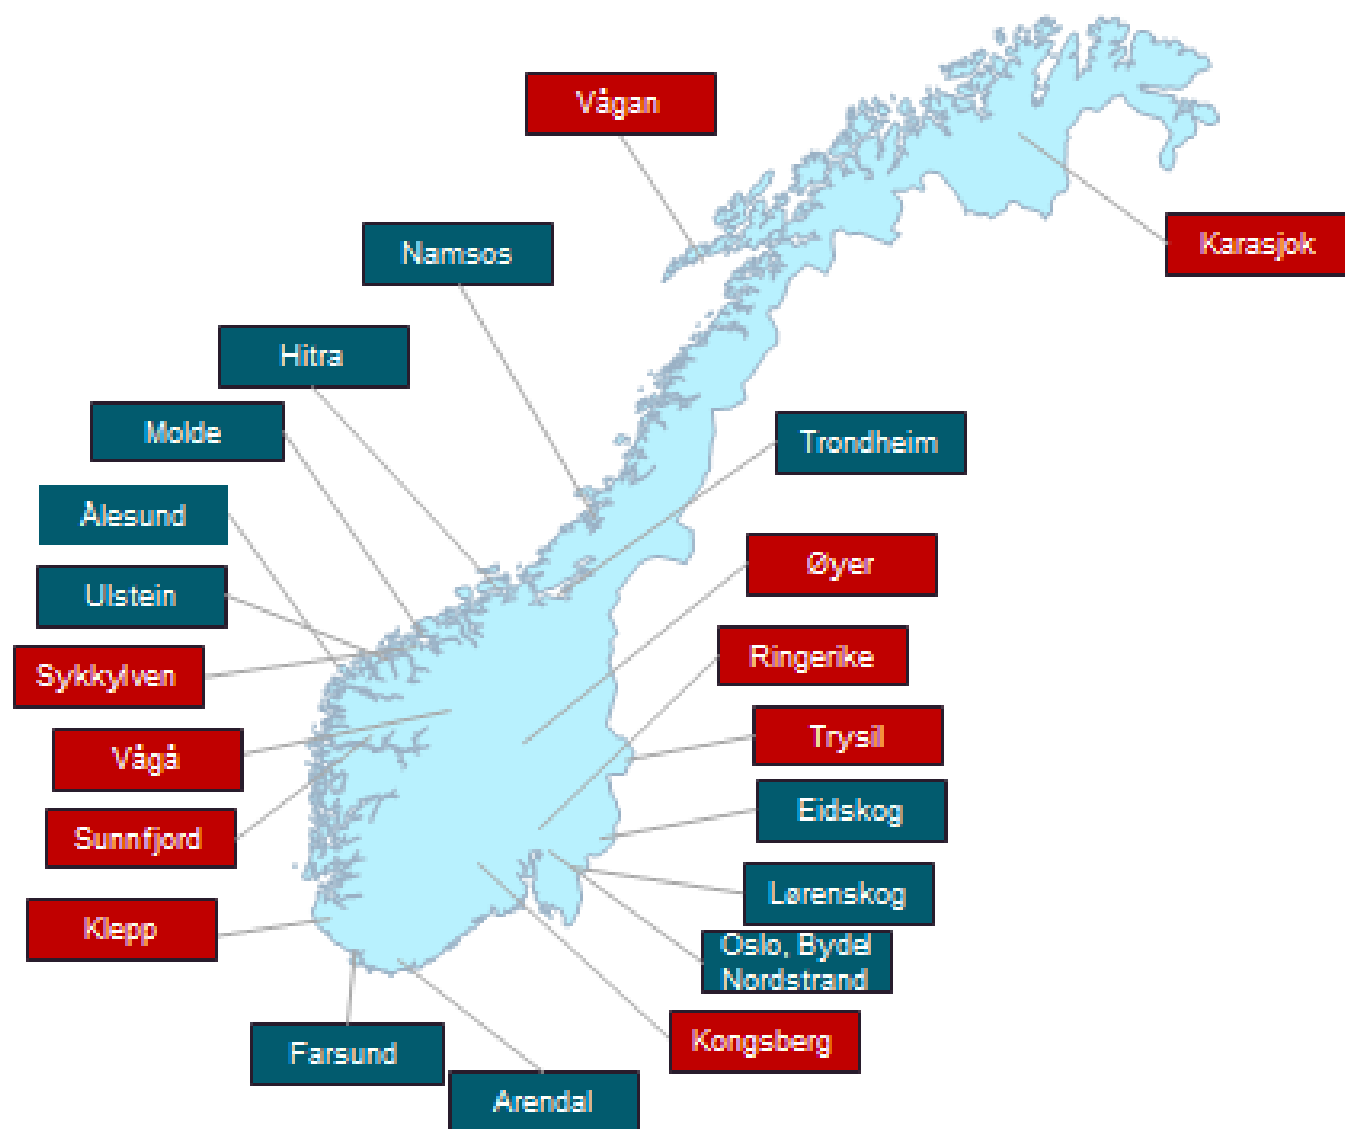 Vågan
Karasjok
Namsos
Hitra
Molde
Trondheim
Ålesund
Øyer
Ulstein
Ringerike
Sykkylven
Trysil
Vågå
Eidskog
Sunnfjord
Lørenskog
Klepp
Oslo, Bydel
Nordstrand
Kongsberg
Farsund
Arendal